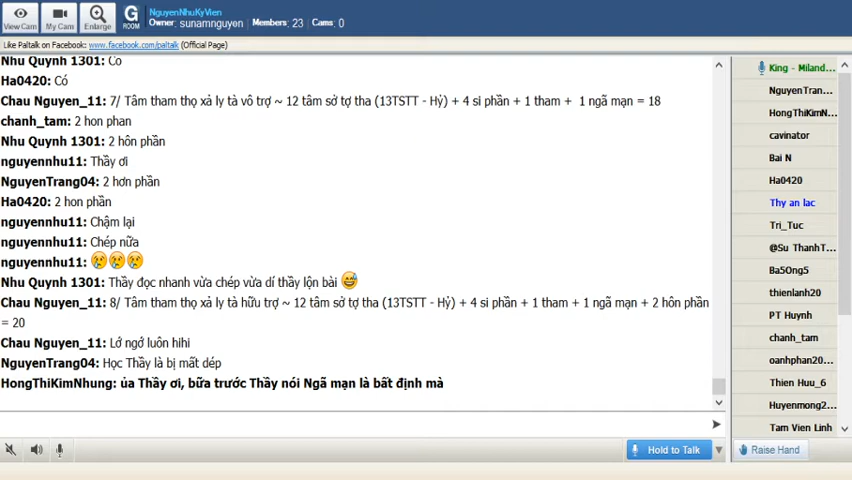 NguyenNhuKyVien
Owner: sunamnguyen Members: 23 Cams: 0
View Cam
My Cam
Enlarge
G
ROOM
Like Paltalk on Facebook: www.facebook.com/paltalk (Official Page)
Nhu Quynh 1301: Co
Ha0420: Có
Chau Nguyen_11: 7/ Tâm tham thọ xả ly tà vô trợ ~ 12 tâm sở tợ tha (13TSTT - Hỷ) + 4 si phần + 1 tham + 1 ngã mạn = 18
chanh_tam: 2 hon phan
Nhu Quynh 1301: 2 hôn phần
nguyennhu11: Thầy ơi
NguyenTrang04: 2 hơn phần
Ha0420: 2 hon phần
nguyennhu11: Chậm lại
nguyennhu11: Chép nữa
nguyennhu11:
Nhu Quynh 1301: Thầy đọc nhanh vừa chép vừa dí thầy lộn bài
Chau Nguyen_11: 8/ Tâm tham thọ xả ly tà hữu trợ ~ 12 tâm sở tợ tha (13TSTT - Hỷ) + 4 si phần + 1 tham + 1 ngã mạn + 2 hôn phần
= 20
Chau Nguyen_11: Lớ ngớ luôn hihi
NguyenTrang04: Học Thầy là bị mất dép
HongThiKimNhung: ủa Thầy ơi, bữa trước Thầy nói Ngã mạn là bất định mà
King - Miland...
NguyenTran...
HongThiKimN...
cavinator
Bai N
Ha0420
Thy an lac
Tri_Tuc
@Su ThanhT...
Ba5Ong5
thienlanh20
PT Huynh
chanh_tam
oanhphan20...
Thien Huu_6
Huyenmong2...
Tam Vien Linh
Hold to Talk
Raise Hand